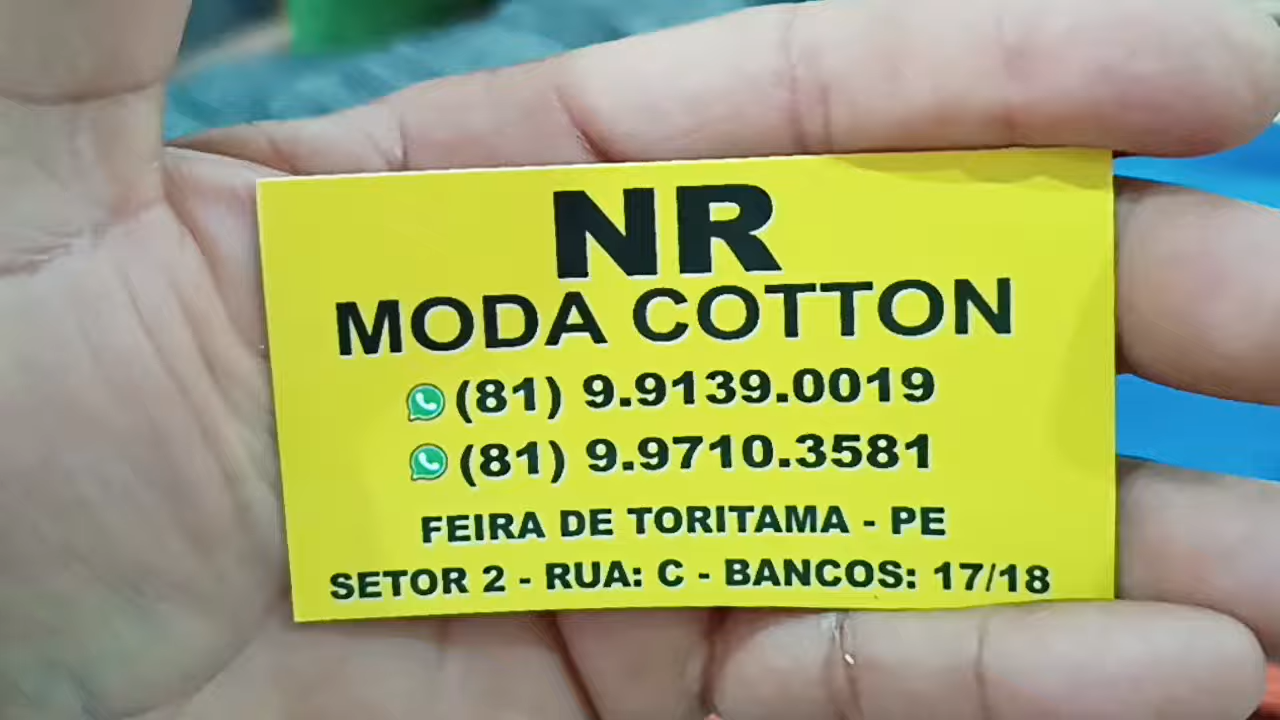 NR
MODA COTTON
(81) 9.9139.0019
(81) 9.9710.3581
FEIRA DE TORITAMA - PE
SETOR 2 - RUA: C - BANCOS: 17/18